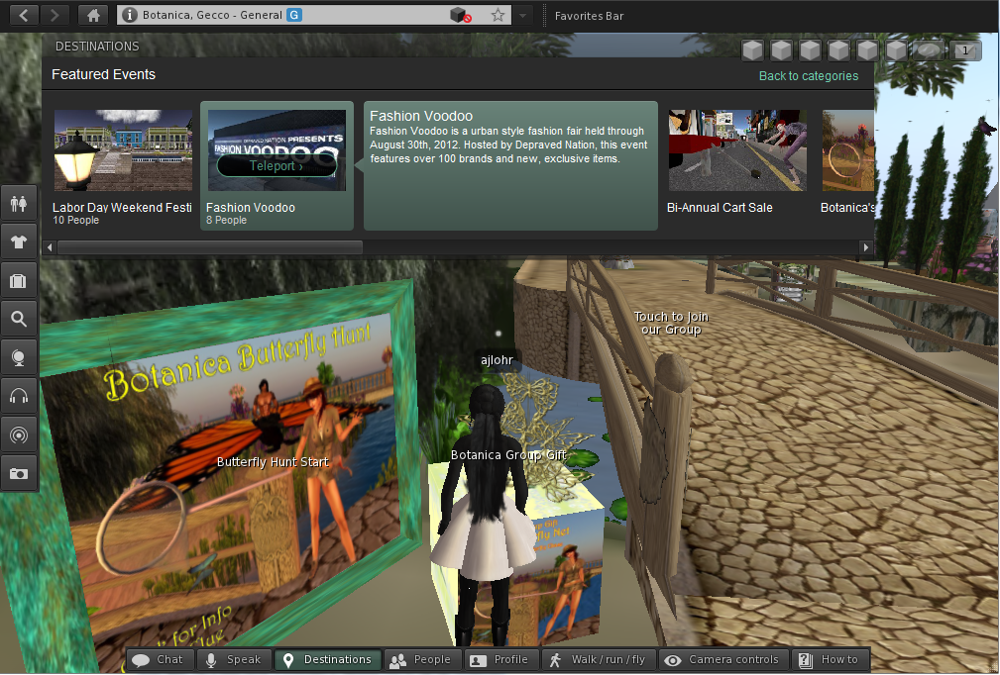 Botanica, Gecco - General G
Favorites Bar
DESTINATIONS
1
Featured Events
Back to categories
DEPRAVED NATION PRESENTS
FASHION VOODOO
Teleport ›
Labor Day Weekend Festi
10 People
Fashion Voodoo
8 People
Fashion Voodoo
Fashion Voodoo is a urban style fashion fair held through
August 30th, 2012. Hosted by Depraved Nation, this event
features over 100 brands and new, exclusive items.
Bi-Annual Cart Sale
Botanica's
Touch to Join
our Group
Botanica Butterfly Hunt
ajlohr
Butterfly Hunt Start
Botanica Group Gift
for Info
Chat
Speak
Destinations
People
Profile
Walk / run / fly
Camera controls
How to